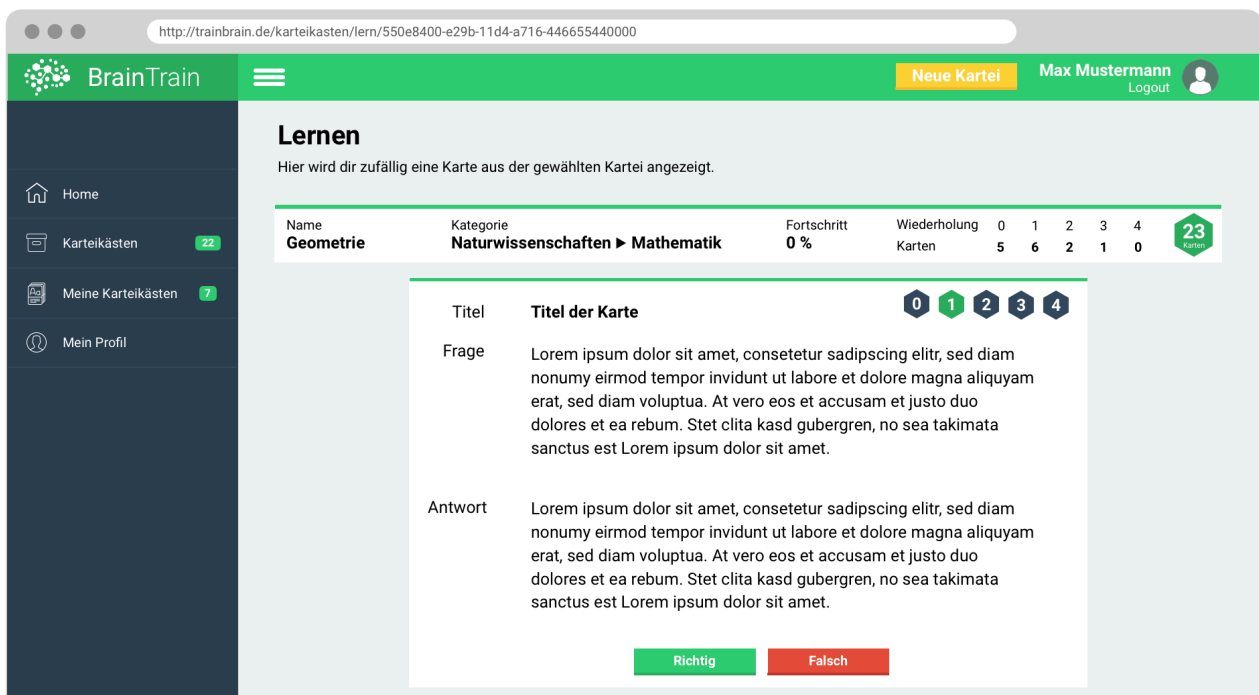 http://trainbrain.de/karteikasten/lern/550e8400-e29b-11d4-a716-446655440000
BrainTrain
Neue Kartei
Max Mustermann
Logout
Home
Karteikästen 22
Meine Karteikästen 7
Mein Profil
Lernen
Hier wird dir zufällig eine Karte aus der gewählten Kartei angezeigt.
Name Kategorie Fortschritt Wiederholung 0 1 2 3 4
Geometrie Naturwissenschaften ▶ Mathematik 0 % Karten 5 6 2 1 0
23
Karten
Titel Titel der Karte 0 1 2 3 4
Frage Lorem ipsum dolor sit amet, consetetur sadipscing elitr, sed diam
nonumy eirmod tempor invidunt ut labore et dolore magna aliquyam
erat, sed diam voluptua. At vero eos et accusam et justo duo
dolores et ea rebum. Stet clita kasd gubergren, no sea takimata
sanctus est Lorem ipsum dolor sit amet.
Antwort Lorem ipsum dolor sit amet, consetetur sadipscing elitr, sed diam
nonumy eirmod tempor invidunt ut labore et dolore magna aliquyam
erat, sed diam voluptua. At vero eos et accusam et justo duo
dolores et ea rebum. Stet clita kasd gubergren, no sea takimata
sanctus est Lorem ipsum dolor sit amet.
Richtig Falsch